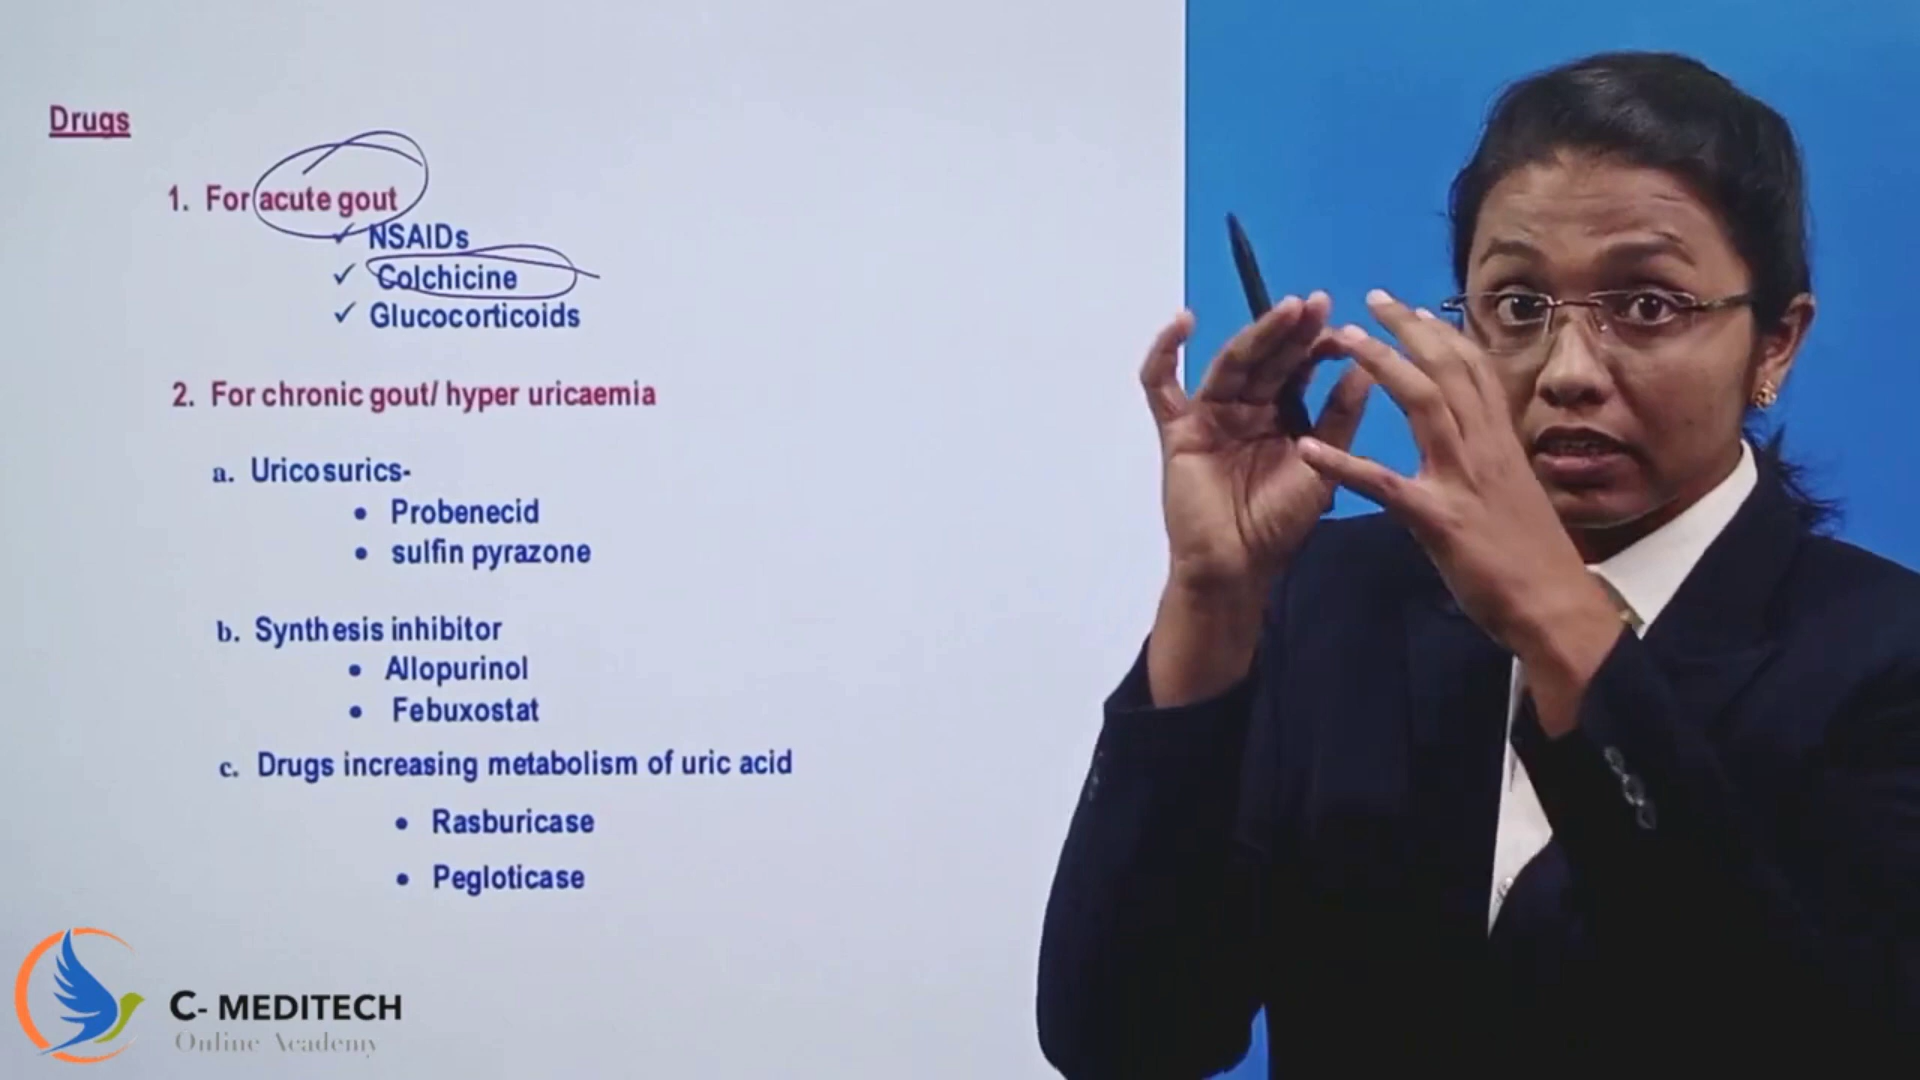 Drugs
1. For acute gout
✓ NSAIDs
✓ Colchicine
✓ Glucocorticoids
2. For chronic gout/ hyper uricaemia
a. Uricosurics-
• Probenecid
• sulfin pyrazone
b. Synthesis inhibitor
• Allopurinol
• Febuxostat
c. Drugs increasing metabolism of uric acid
• Rasburicase
• Pegloticase
C- MEDITECH
Online Academy